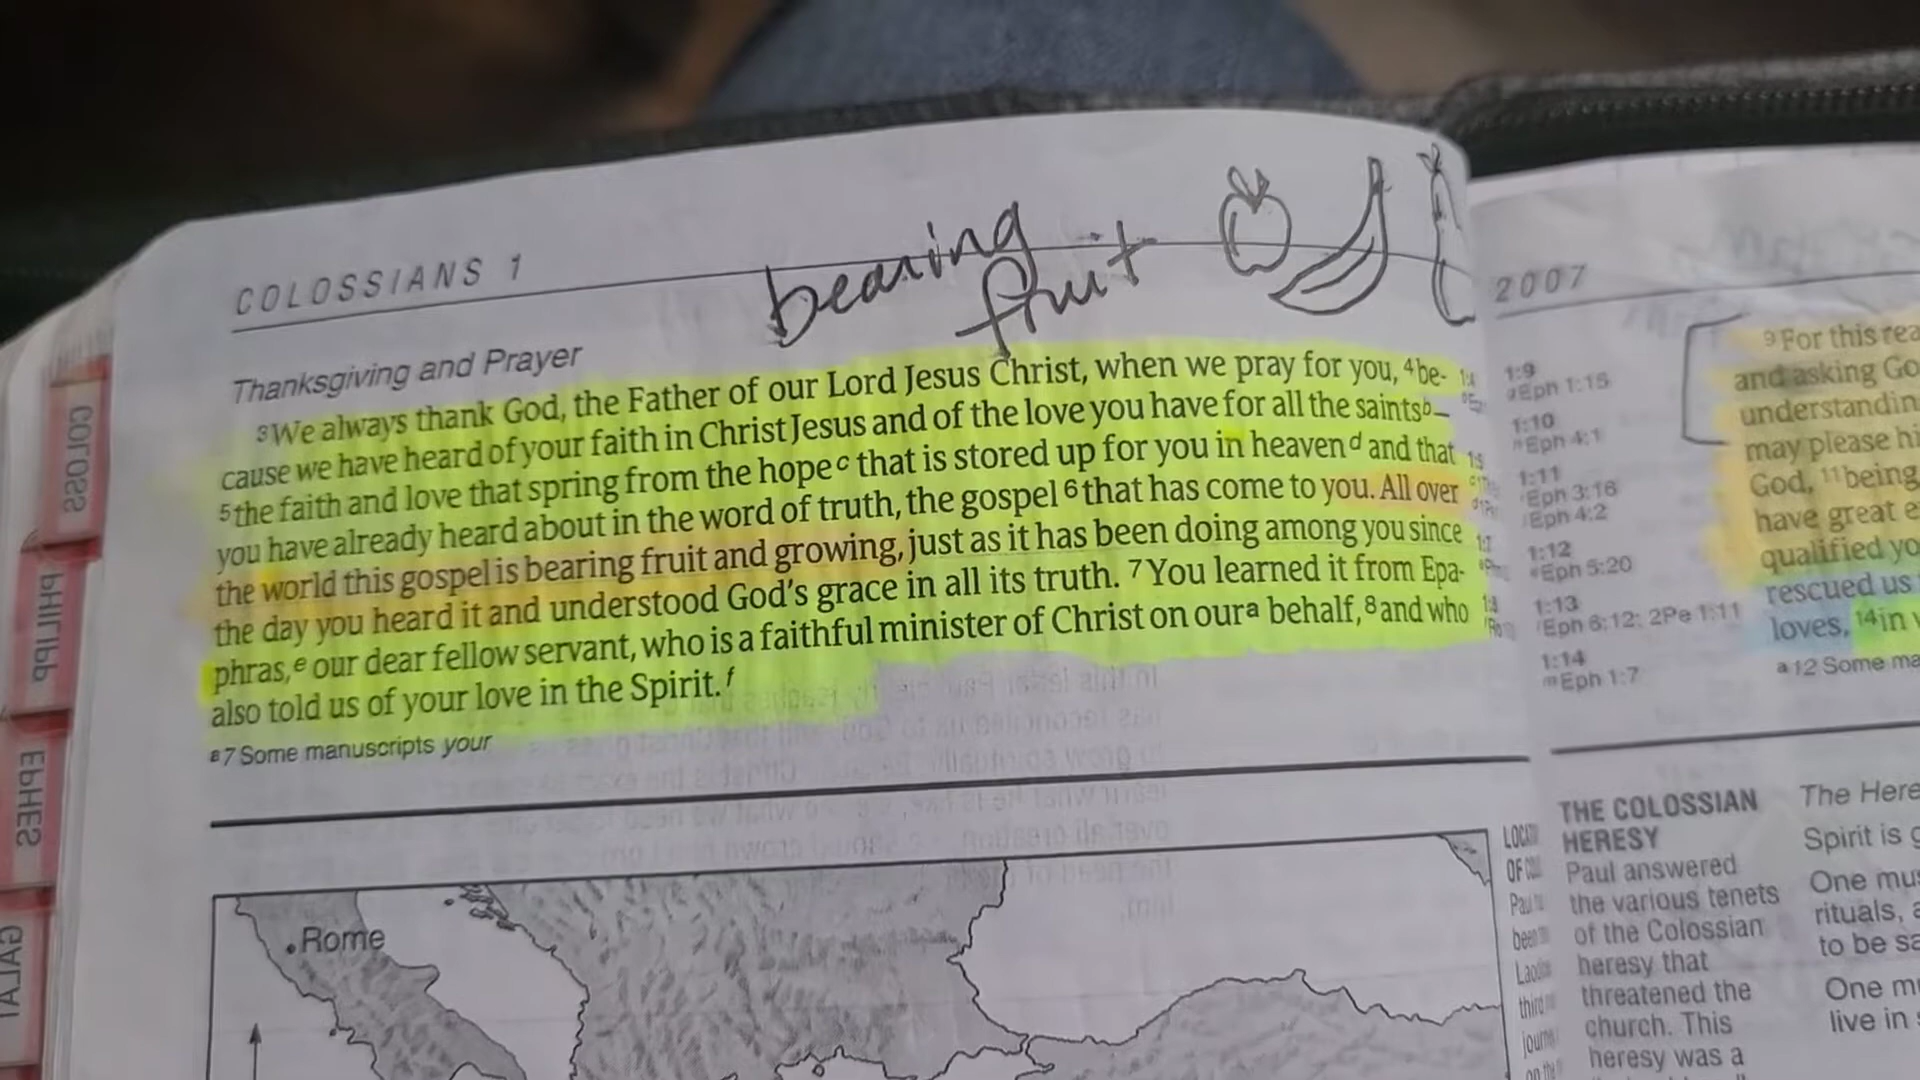 COLOSSIANS 1
bearing
fruit
2007
Thanksgiving and Prayer
3We always thank God, the Father of our Lord Jesus Christ, when we pray for you, 4be-
cause we have heard of your faith in Christ Jesus and of the love you have for all the saintsb—
5the faith and love that spring from the hopec that is stored up for you in heavend and that
you have already heard about in the word of truth, the gospel 6that has come to you. All over
the world this gospel is bearing fruit and growing, just as it has been doing among you since
the day you heard it and understood God's grace in all its truth. 7You learned it from Epa-
phras,e our dear fellow servant, who is a faithful minister of Christ on oura behalf, 8and who
also told us of your love in the Spirit.f
a7 Some manuscripts your
Rome
COLOSS
PHILIPP
EPHES
GALAT
1:9
Eph 1:15
1:10
Eph 4:1
1:11
Eph 3:16
Eph 4:2
1:12
Eph 5:20
1:13
Eph 6:12; 2Pe 1:11
1:14
Eph 1:7
9For this rea
and asking Go
understandin
may please hi
God, 11being
have great e
qualified yo
rescued us
loves, 14in
a 12 Some ma
THE COLOSSIAN
HERESY
Paul answered
the various tenets
of the Colossian
heresy that
threatened the
church. This
heresy was a
The Here
Spirit is g
One mus
rituals, a
to be sa
One mu
live in s